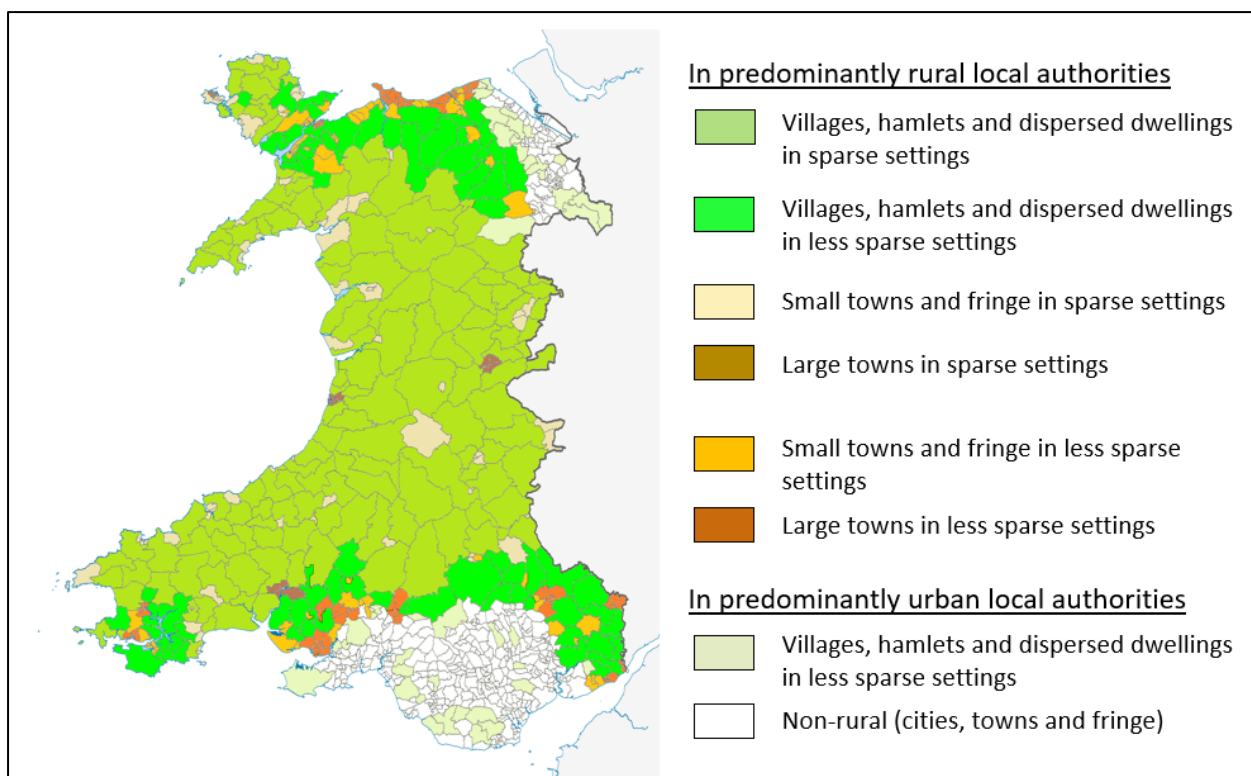 In predominantly rural local authorities
Villages, hamlets and dispersed dwellings
in sparse settings
Villages, hamlets and dispersed dwellings
in less sparse settings
Small towns and fringe in sparse settings
Large towns in sparse settings
Small towns and fringe in less sparse
settings
Large towns in less sparse settings
In predominantly urban local authorities
Villages, hamlets and dispersed dwellings
in less sparse settings
Non-rural (cities, towns and fringe)